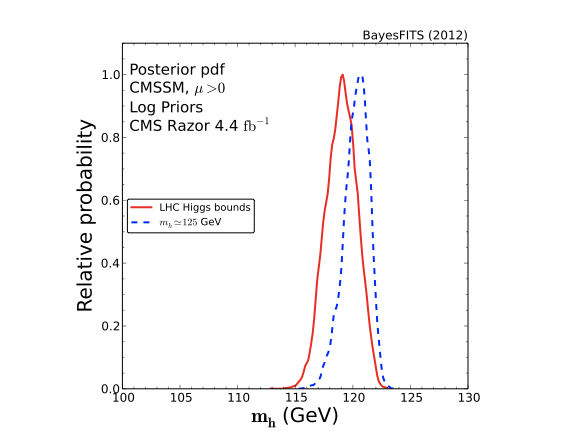 BayesFITS (2012)
Posterior pdf
CMSSM, μ>0
Log Priors
CMS Razor 4.4 fb⁻¹
LHC Higgs bounds
mₕ≃125 GeV
Relative probability
1.0
0.8
0.6
0.4
0.2
0.0
100 105 110 115 120 125 130
mₕ (GeV)